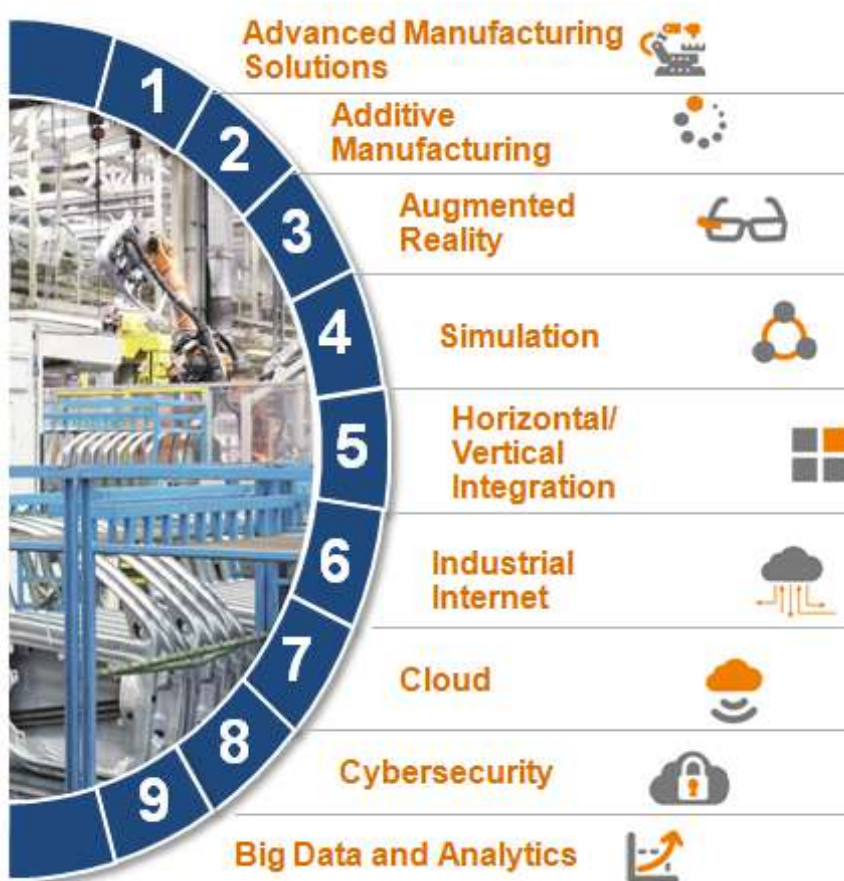 1
Advanced Manufacturing
Solutions
2
Additive
Manufacturing
3
Augmented
Reality
4
Simulation
5
Horizontal/
Vertical
Integration
6
Industrial
Internet
7
Cloud
8
Cybersecurity
9
Big Data and Analytics